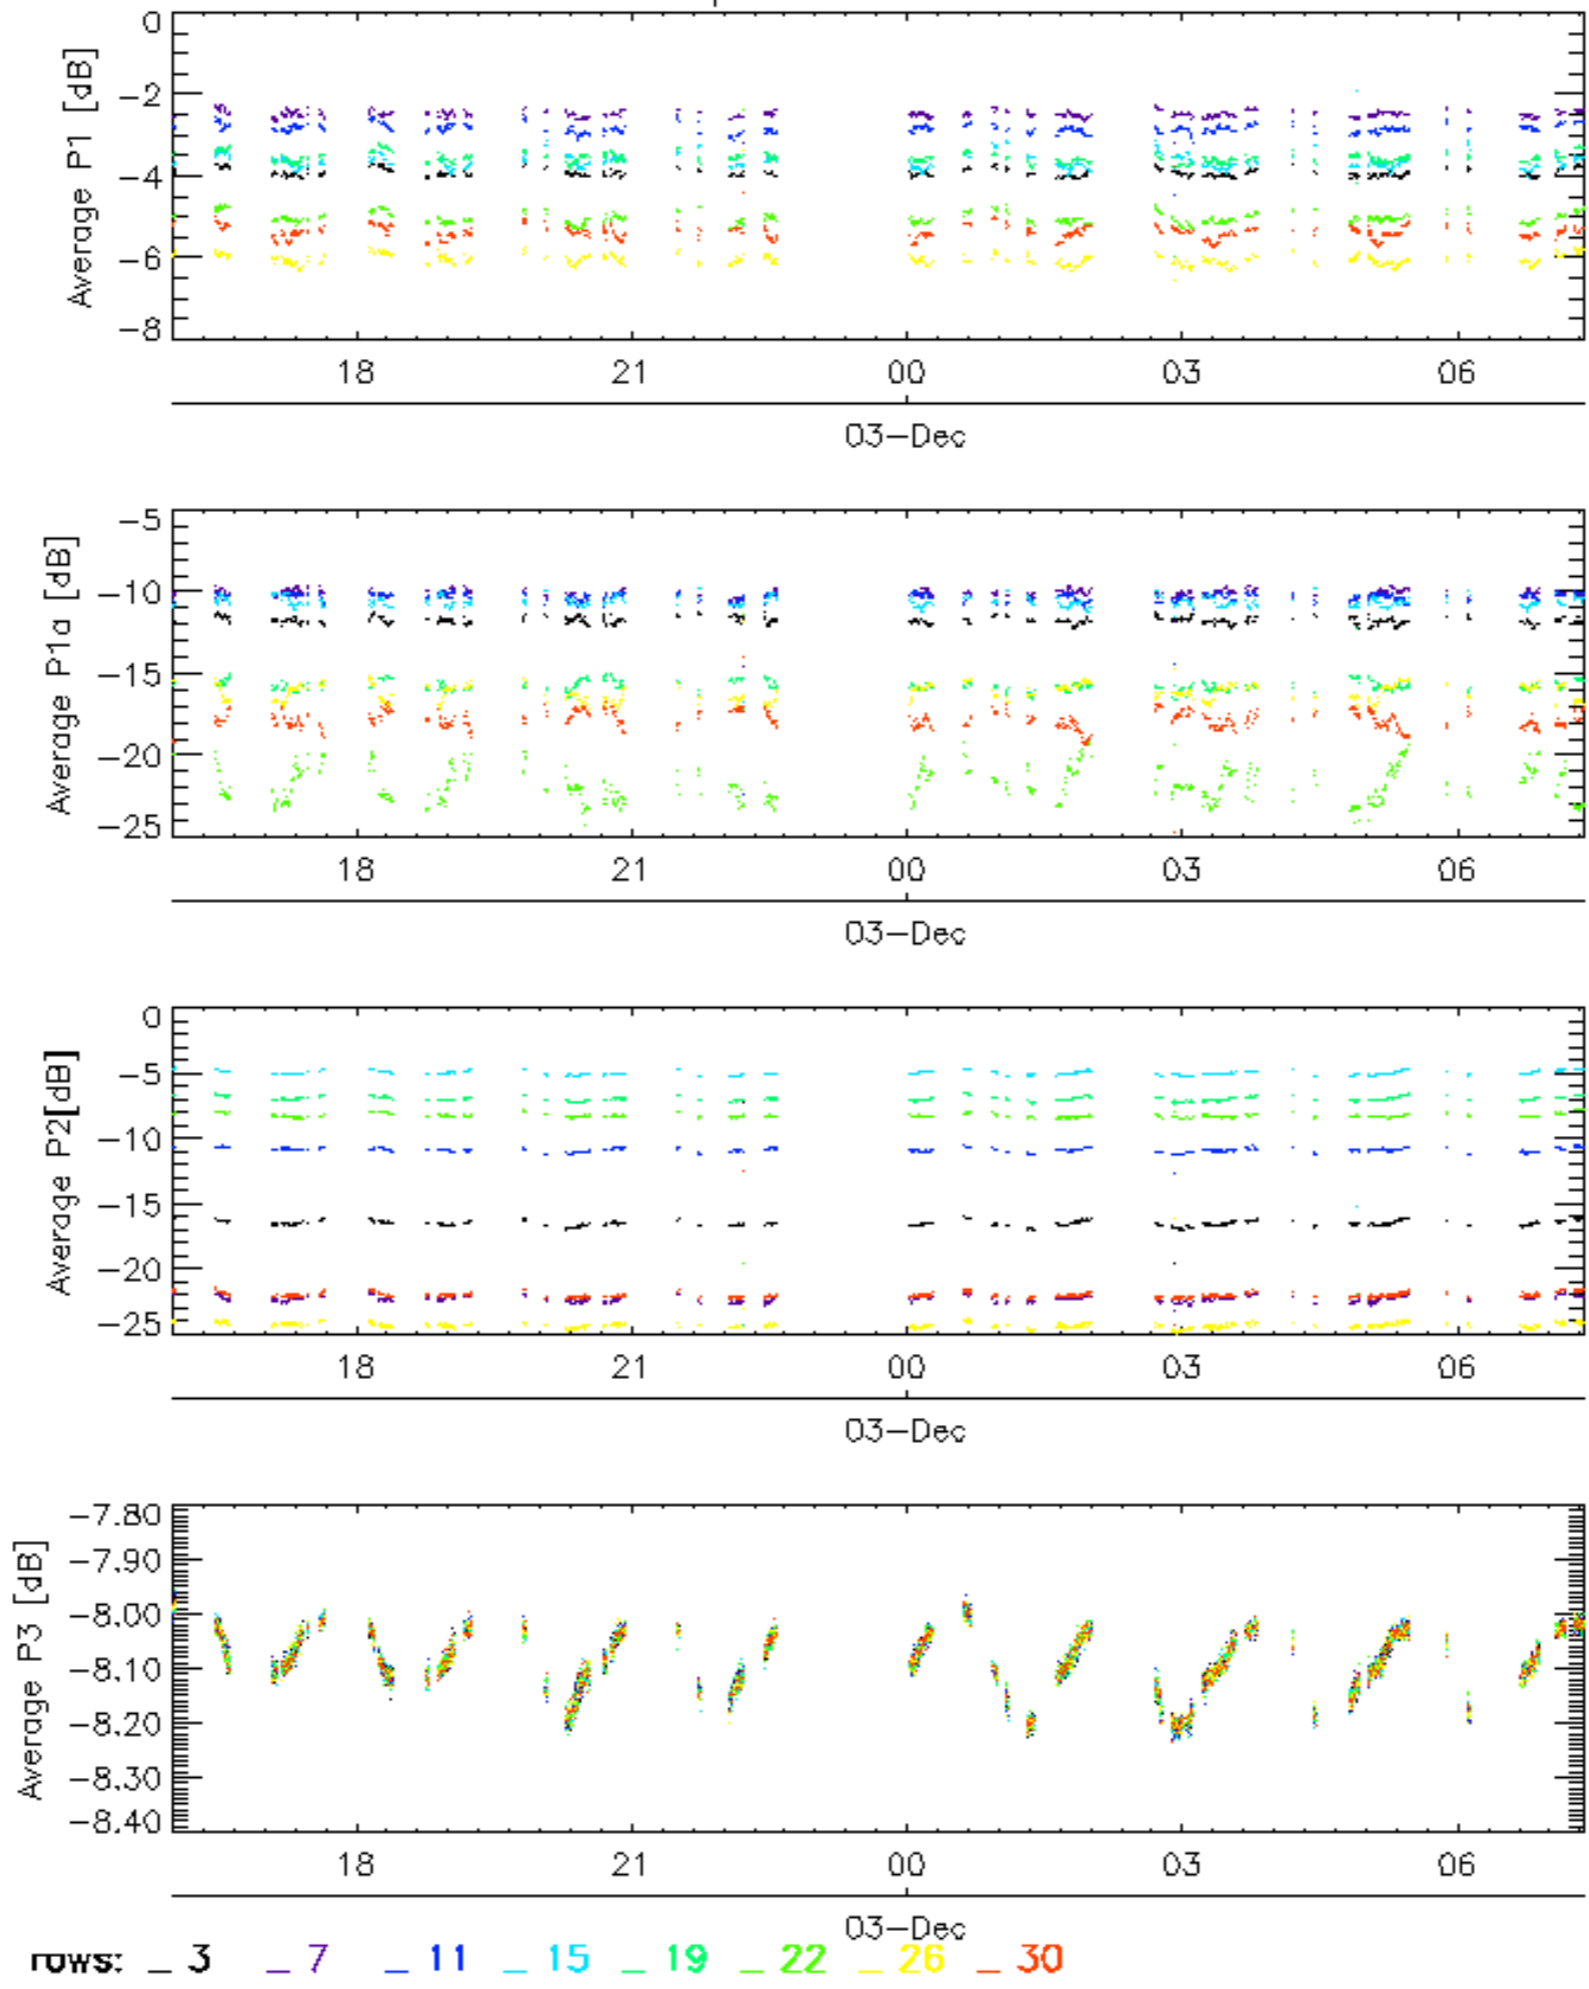 Average P1 [dB]
0
−2
−4
−6
−8
18 21 00 03 06
03−Dec
Average P1a [dB]
−5
−10
−15
−20
−25
18 21 00 03 06
03−Dec
Average P2[dB]
0
−5
−10
−15
−20
−25
18 21 00 03 06
03−Dec
Average P3 [dB]
−7.80
−7.90
−8.00
−8.10
−8.20
−8.30
−8.40
18 21 00 03 06
03−Dec
rows: _ 3 _ 7 _ 11 _ 15 _ 19 _ 22 _ 26 _ 30